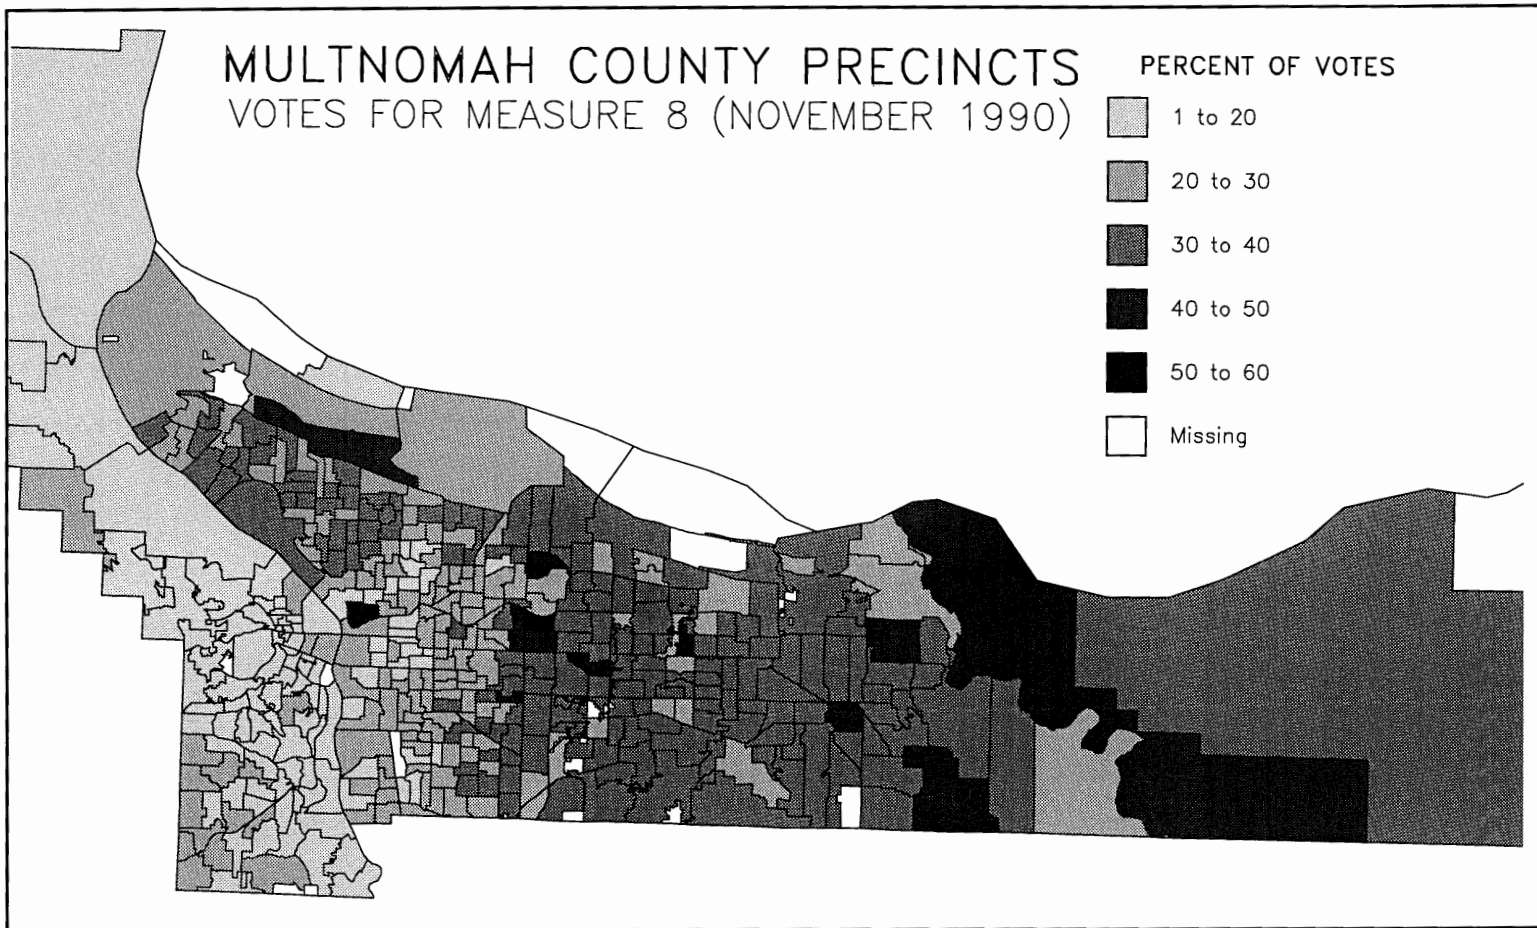 MULTNOMAH COUNTY PRECINCTS
VOTES FOR MEASURE 8 (NOVEMBER 1990)
PERCENT OF VOTES
1 to 20
20 to 30
30 to 40
40 to 50
50 to 60
Missing